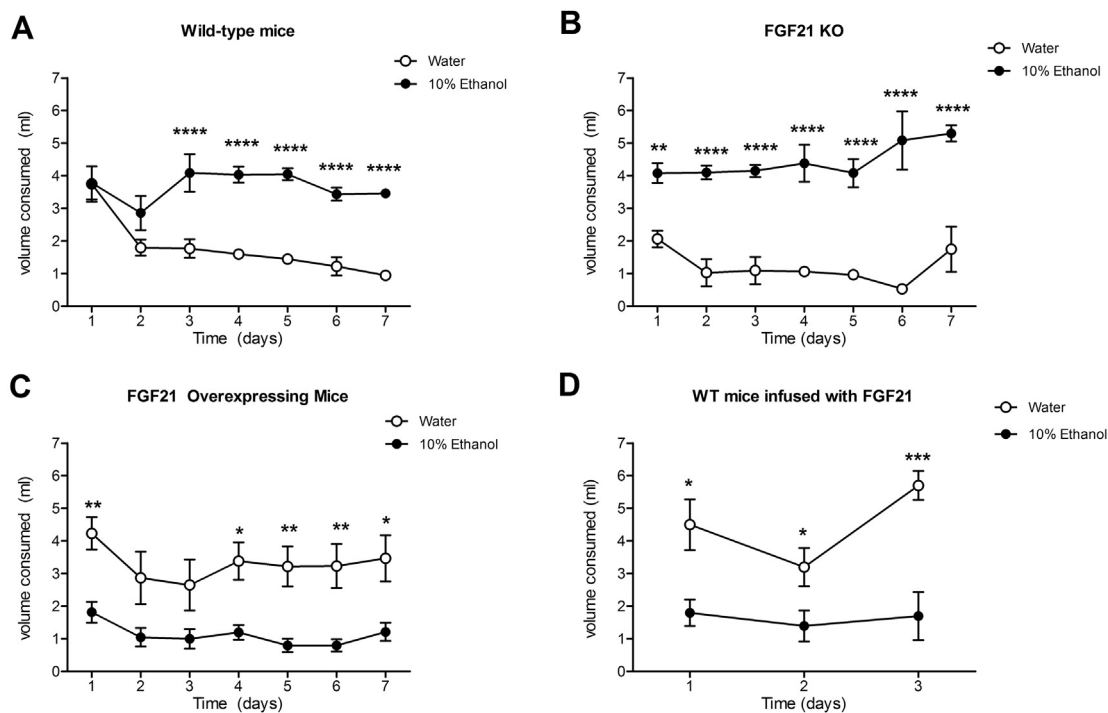 A
Wild-type mice
Water
10% Ethanol
volume consumed (ml)
7
6
5
4
3
2
1
0
**** **** **** **** ****
1 2 3 4 5 6 7
Time (days)
B
FGF21 KO
Water
10% Ethanol
volume consumed (ml)
7
6
5
4
3
2
1
0
** **** **** **** **** **** ****
1 2 3 4 5 6 7
Time (days)
C
FGF21 Overexpressing Mice
Water
10% Ethanol
volume consumed (ml)
7
6
5
4
3
2
1
0
** * ** ** *
1 2 3 4 5 6 7
Time (days)
D
WT mice infused with FGF21
Water
10% Ethanol
volume consumed (ml)
7
6
5
4
3
2
1
0
* * ***
1 2 3
Time (days)